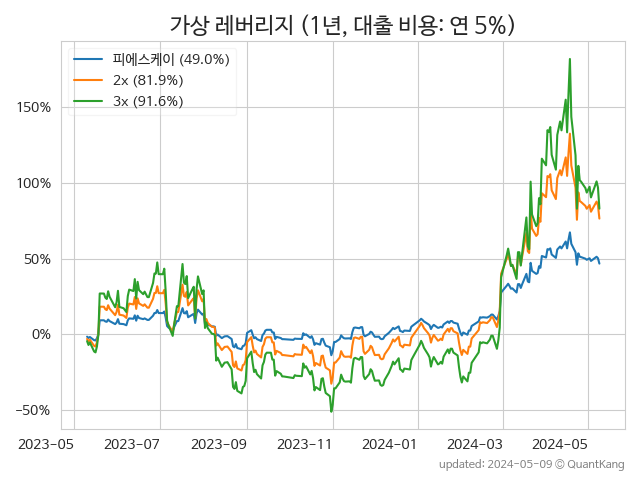 가상 레버리지 (1년, 대출 비용: 연 5%)
피에스케이 (49.0%)
2x (81.9%)
3x (91.6%)
150%
100%
50%
0%
−50%
2023-05 2023-07 2023-09 2023-11 2024-01 2024-03 2024-05
updated: 2024-05-09 © QuantKang